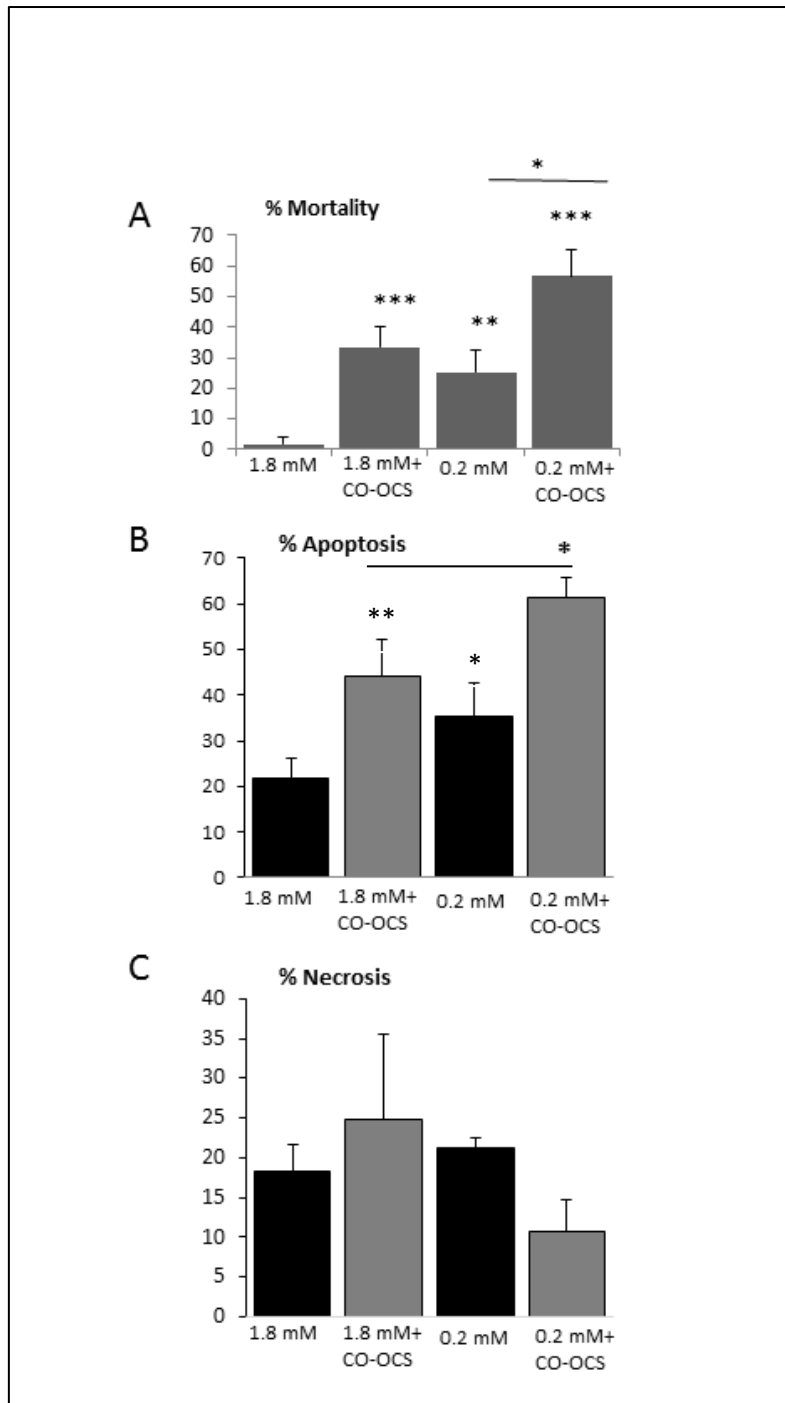 *
A
% Mortality
***
70
60
50
40
30
20
10
0
***
**
1.8 mM
1.8 mM+
CO-OCS
0.2 mM
0.2 mM+
CO-OCS
B
% Apoptosis
*
70
60
50
40
30
20
10
0
**
*
1.8 mM
1.8 mM+
CO-OCS
0.2 mM
0.2 mM+
CO-OCS
C
% Necrosis
40
35
30
25
20
15
10
5
0
1.8 mM
1.8 mM+
CO-OCS
0.2 mM
0.2 mM+
CO-OCS